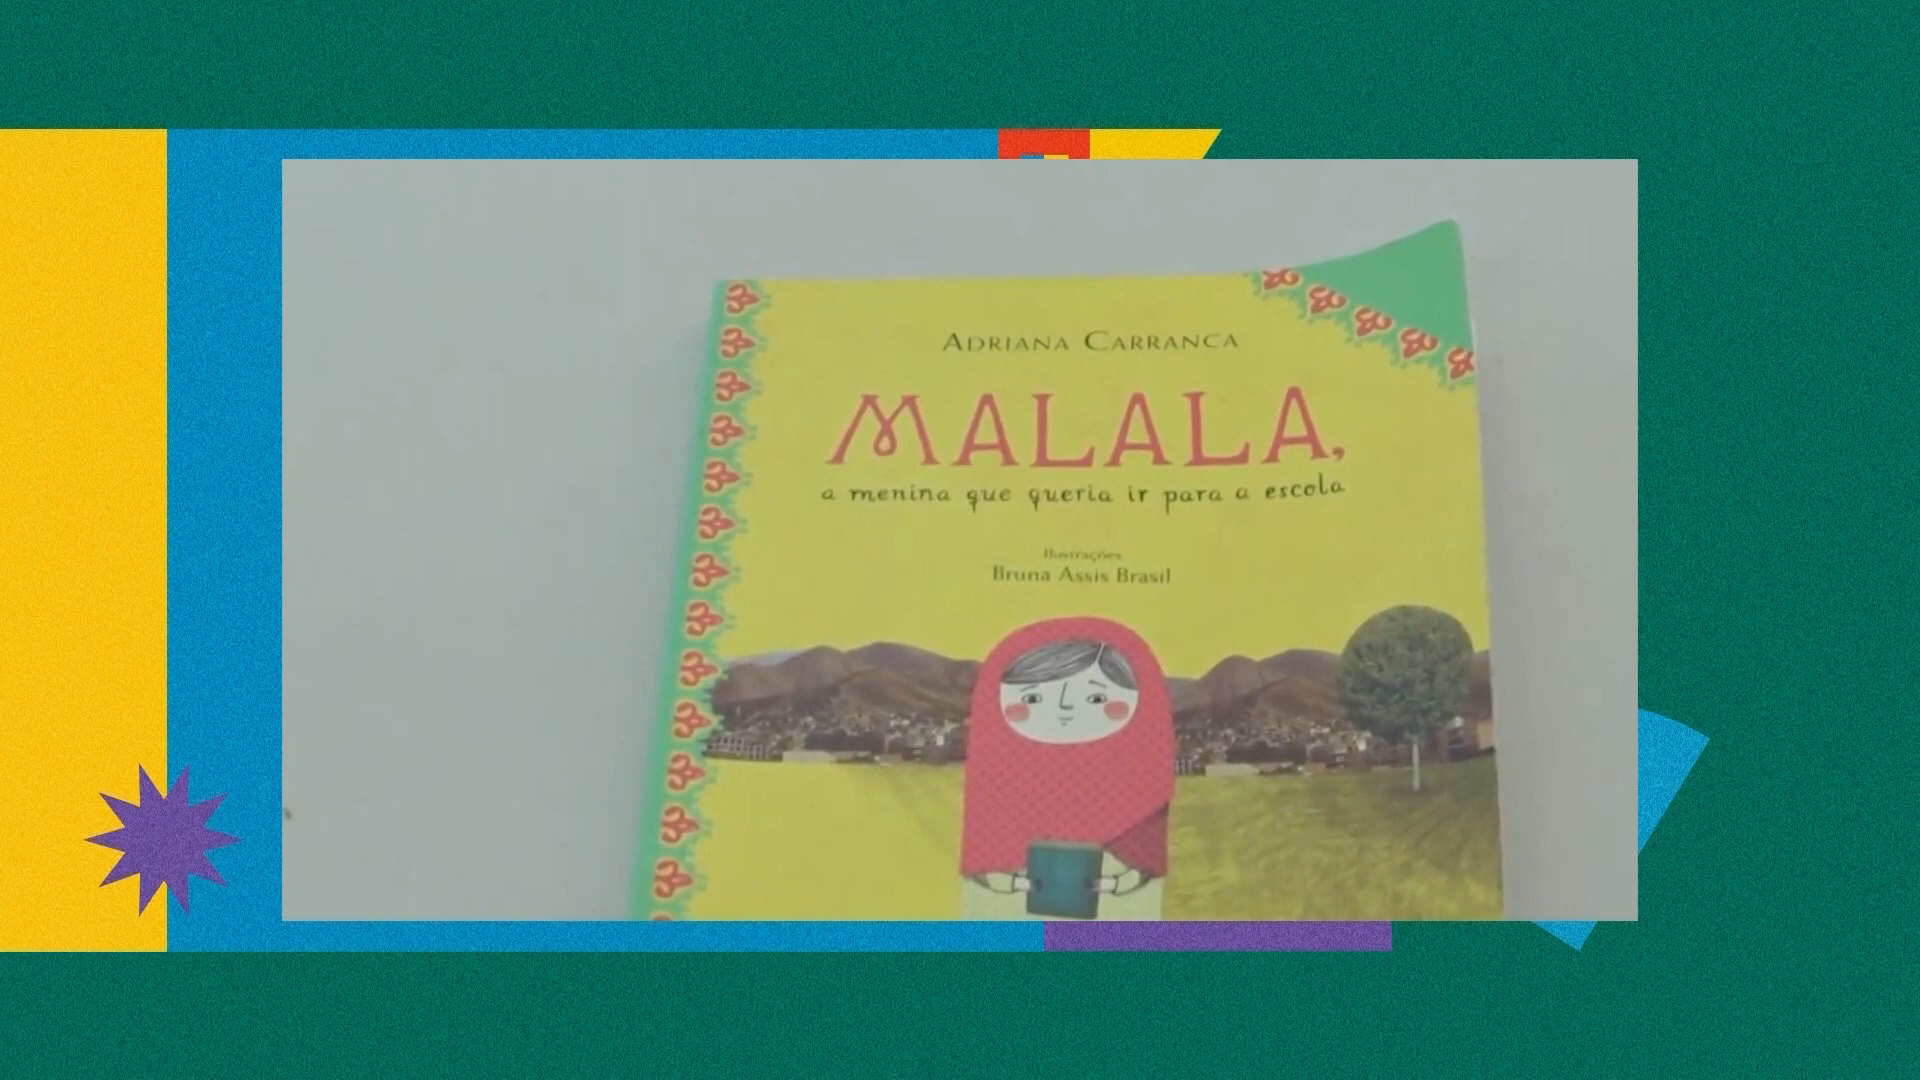 ADRIANA CARRANCA
MALALA,
a menina que queria ir para a escola
Ilustrações
Bruna Assis Brasil